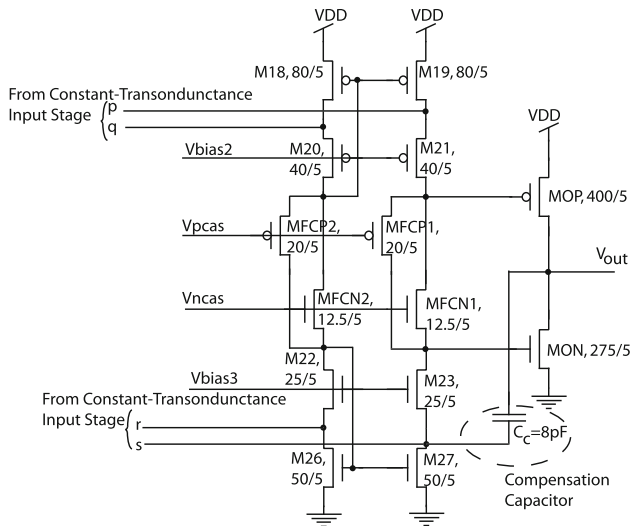 VDD
VDD
M18, 80/5
M19, 80/5
From Constant-Transondunctance
Input Stage
p
q
VDD
Vbias2
M20,
40/5
M21,
40/5
MOP, 400/5
Vpcas
MFCP2,
20/5
MFCP1,
20/5
Vout
Vncas
MFCN2,
12.5/5
MFCN1,
12.5/5
MON, 275/5
M22,
25/5
Vbias3
M23,
25/5
From Constant-Transondunctance
Input Stage
r
s
Cc=8pF
M26,
50/5
M27,
50/5
Compensation
Capacitor